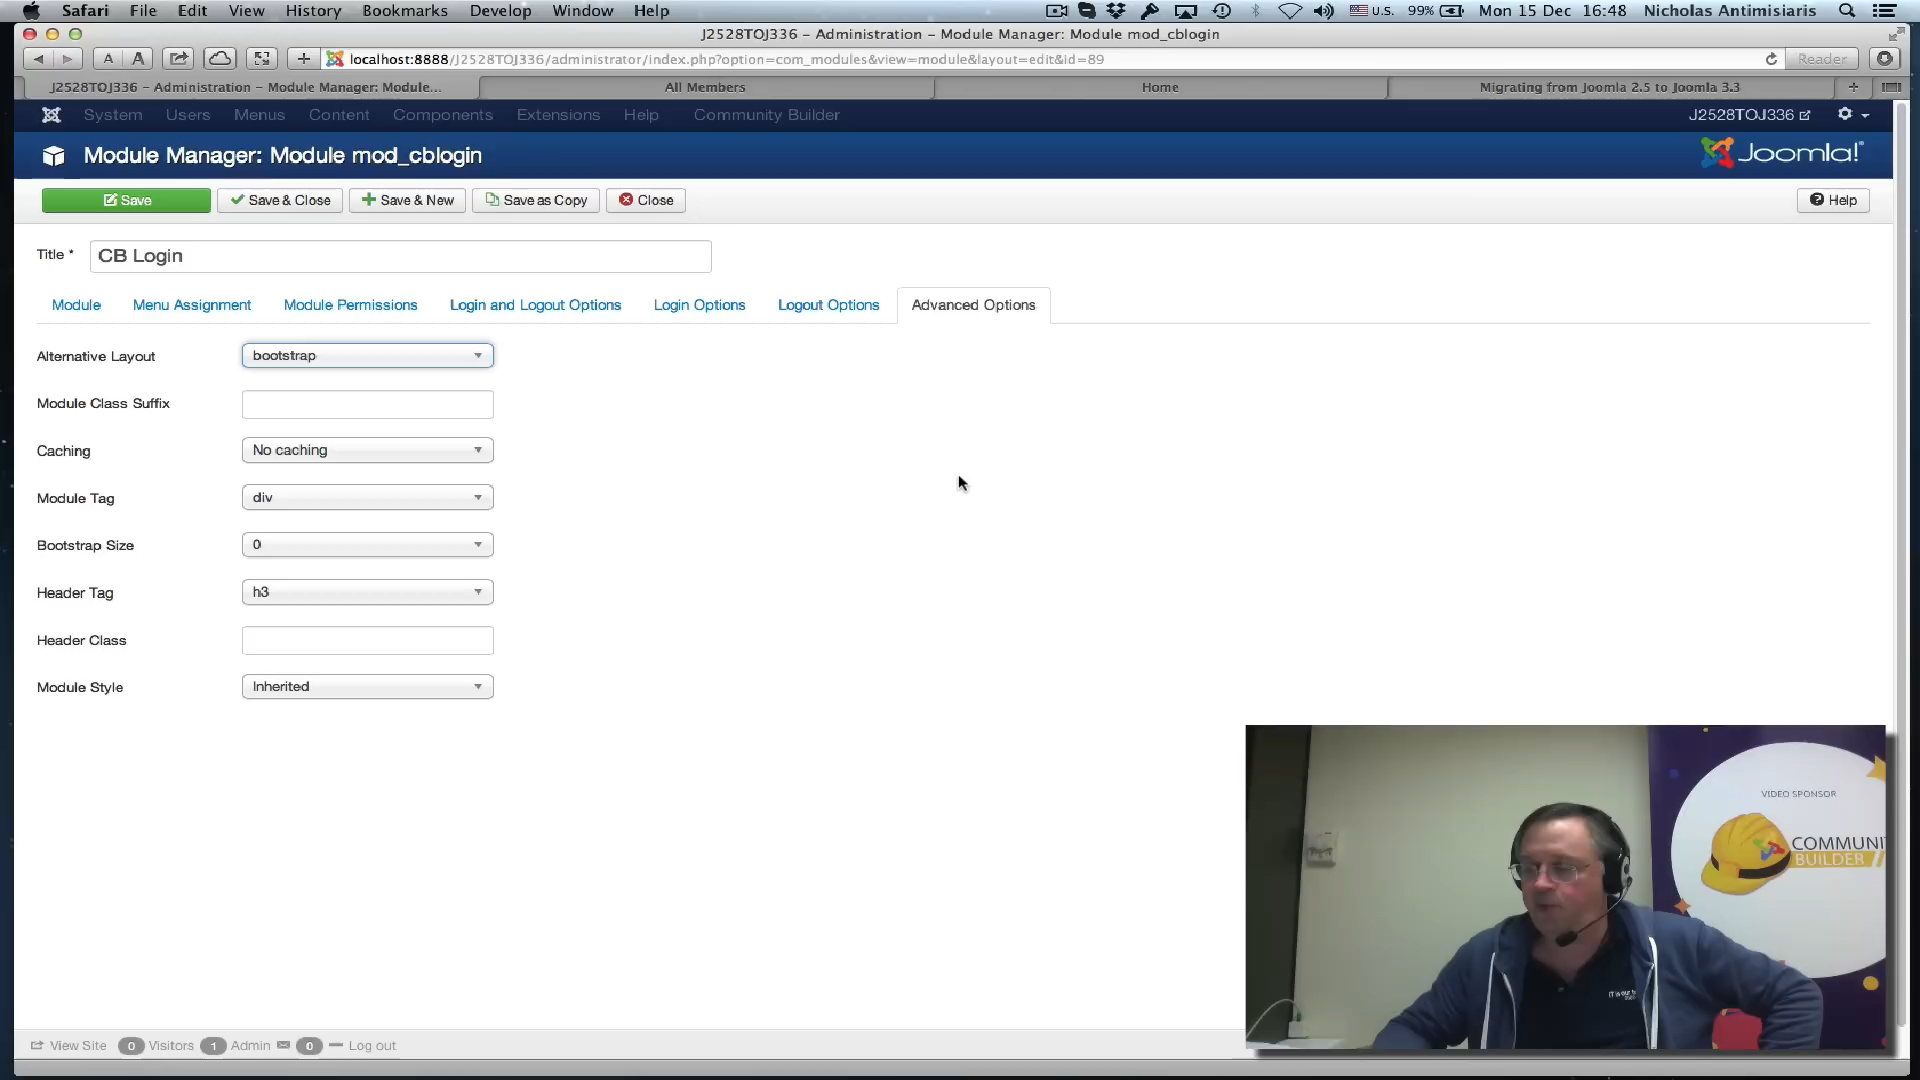 Safari File Edit View History Bookmarks Develop Window Help U.S. 99% Mon 15 Dec 16:48 Nicholas Antimisiaris
J2528TOJ336 - Administration - Module Manager: Module mod_cblogin
A A + localhost:8888/J2528TOJ336/administrator/index.php?option=com_modules&view=module&layout=edit&id=89 Reader
J2528TOJ336 - Administration - Module Manager: Module... All Members Home Migrating from Joomla 2.5 to Joomla 3.3 +
System Users Menus Content Components Extensions Help Community Builder J2528TOJ336
Module Manager: Module mod_cblogin Joomla!
Save Save & Close Save & New Save as Copy Close Help
Title * CB Login
Module Menu Assignment Module Permissions Login and Logout Options Login Options Logout Options Advanced Options
Alternative Layout bootstrap
Module Class Suffix
Caching No caching
Module Tag div
Bootstrap Size 0
Header Tag h3
Header Class
Module Style Inherited
VIDEO SPONSOR
COMMUNI
BUILDER
View Site 0 Visitors 1 Admin 0 Log out